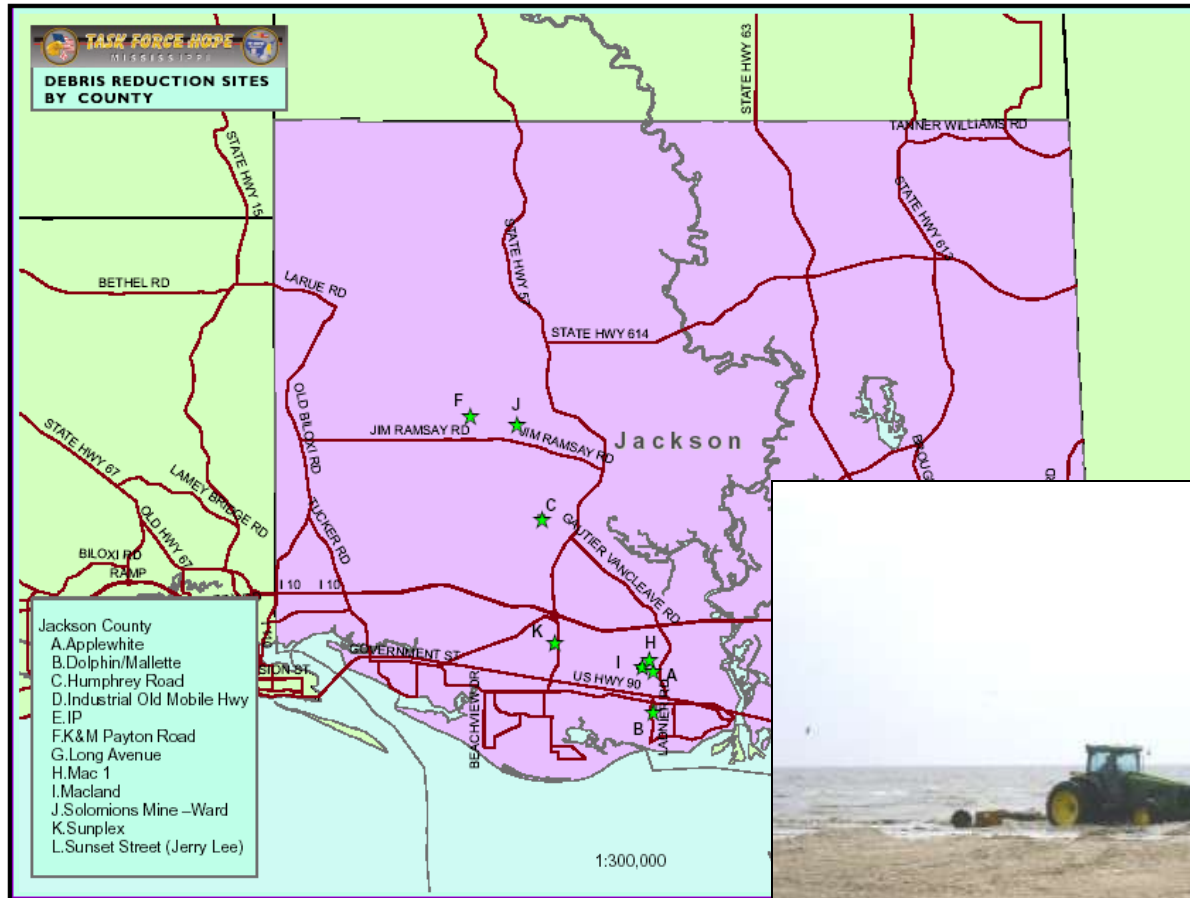 TASK FORCE HOPE
MISSISSIPPI
DEBRIS REDUCTION SITES
BY COUNTY
STATE HWY 63
TANNER WILLIAMS RD
STATE HWY 15
STATE HWY 613
STATE HWY 57
BETHEL RD
LARUE RD
STATE HWY 614
OLD BILOXI RD
F
J
JIM RAMSAY RD
JIM RAMSAY RD
Jackson
STATE HWY 67
LAMEY BRIDGE RD
OLD HWY 67
TUCKER RD
C
GAUTIER VANCLEAVE RD
BILOXI RD
RAMP
I 10
I 10
K
H
I
A
GOVERNMENT ST
US HWY 90
BEACHVIEW DR
B
Jackson County
A.Applewhite
B.Dolphin/Mallette
C.Humphrey Road
D.Industrial Old Mobile Hwy
E.IP
F.K&M Payton Road
G.Long Avenue
H.Mac 1
I.Macland
J.Solomions Mine –Ward
K.Sunplex
L.Sunset Street (Jerry Lee)
1:300,000